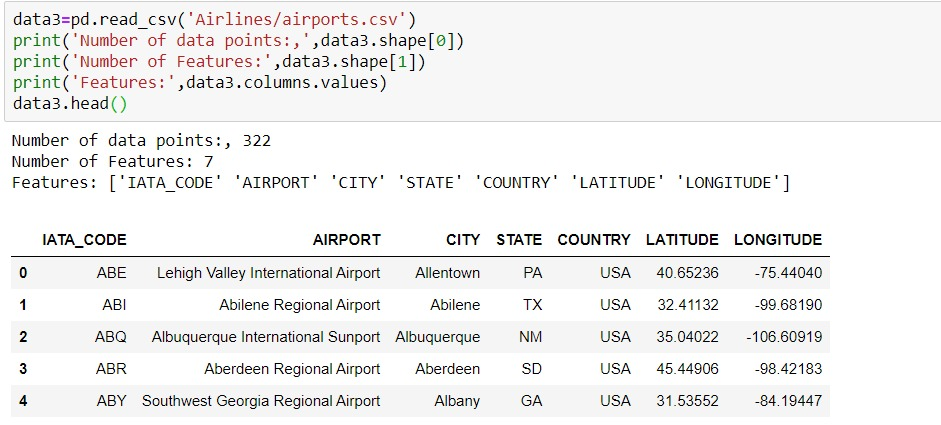 data3=pd.read_csv('Airlines/airports.csv')
print('Number of data points:,',data3.shape[0])
print('Number of Features:',data3.shape[1])
print('Features:',data3.columns.values)
data3.head()
Number of data points:, 322
Number of Features: 7
Features: ['IATA_CODE' 'AIRPORT' 'CITY' 'STATE' 'COUNTRY' 'LATITUDE' 'LONGITUDE']
IATA_CODE AIRPORT CITY STATE COUNTRY LATITUDE LONGITUDE
0 ABE Lehigh Valley International Airport Allentown PA USA 40.65236 -75.44040
1 ABI Abilene Regional Airport Abilene TX USA 32.41132 -99.68190
2 ABQ Albuquerque International Sunport Albuquerque NM USA 35.04022 -106.60919
3 ABR Aberdeen Regional Airport Aberdeen SD USA 45.44906 -98.42183
4 ABY Southwest Georgia Regional Airport Albany GA USA 31.53552 -84.19447